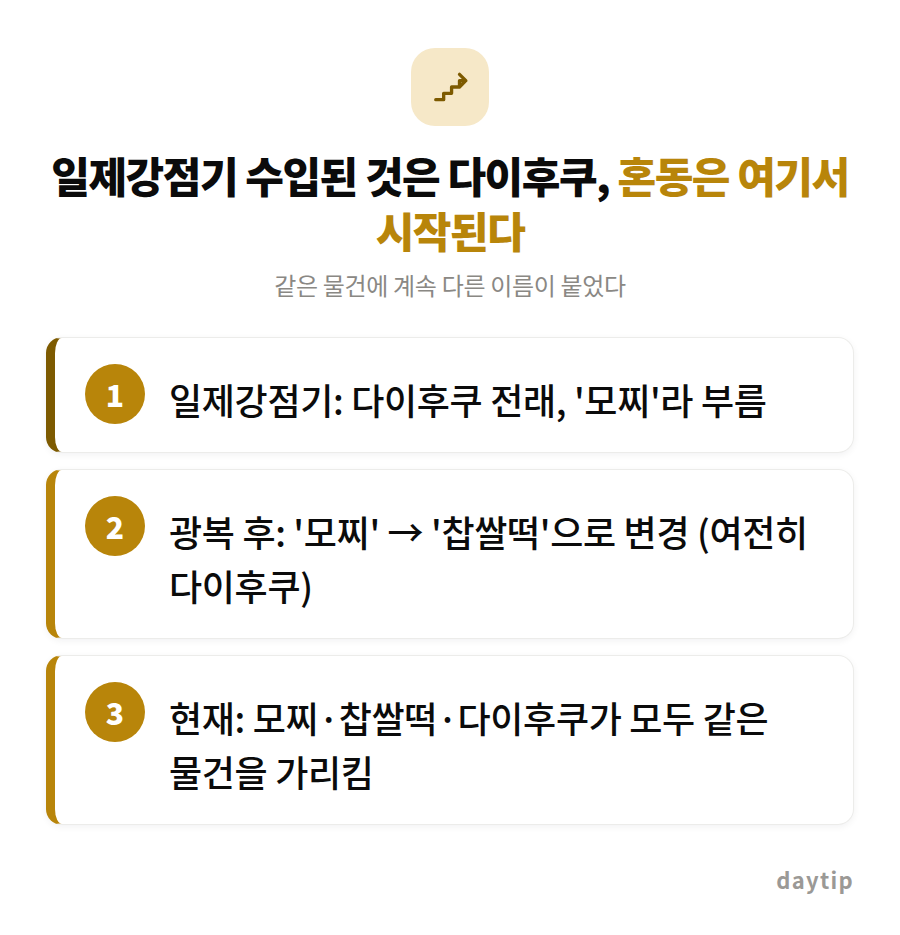 일제강점기 수입된 것은 다이후쿠, 혼동은 여기서
시작된다
같은 물건에 계속 다른 이름이 붙었다
1 일제강점기: 다이후쿠 전래, '모찌'라 부름
2 광복 후: '모찌' → '찹쌀떡'으로 변경 (여전히
다이후쿠)
3 현재: 모찌·찹쌀떡·다이후쿠가 모두 같은
물건을 가리킴
daytip